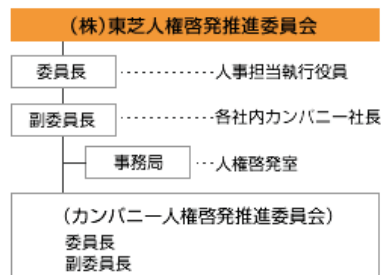 (株)東芝人権啓発推進委員会
委員長 …………人事担当執行役員
副委員長 …………各社内カンパニー社長
事務局 …人権啓発室
(カンパニー人権啓発推進委員会)
委員長
副委員長